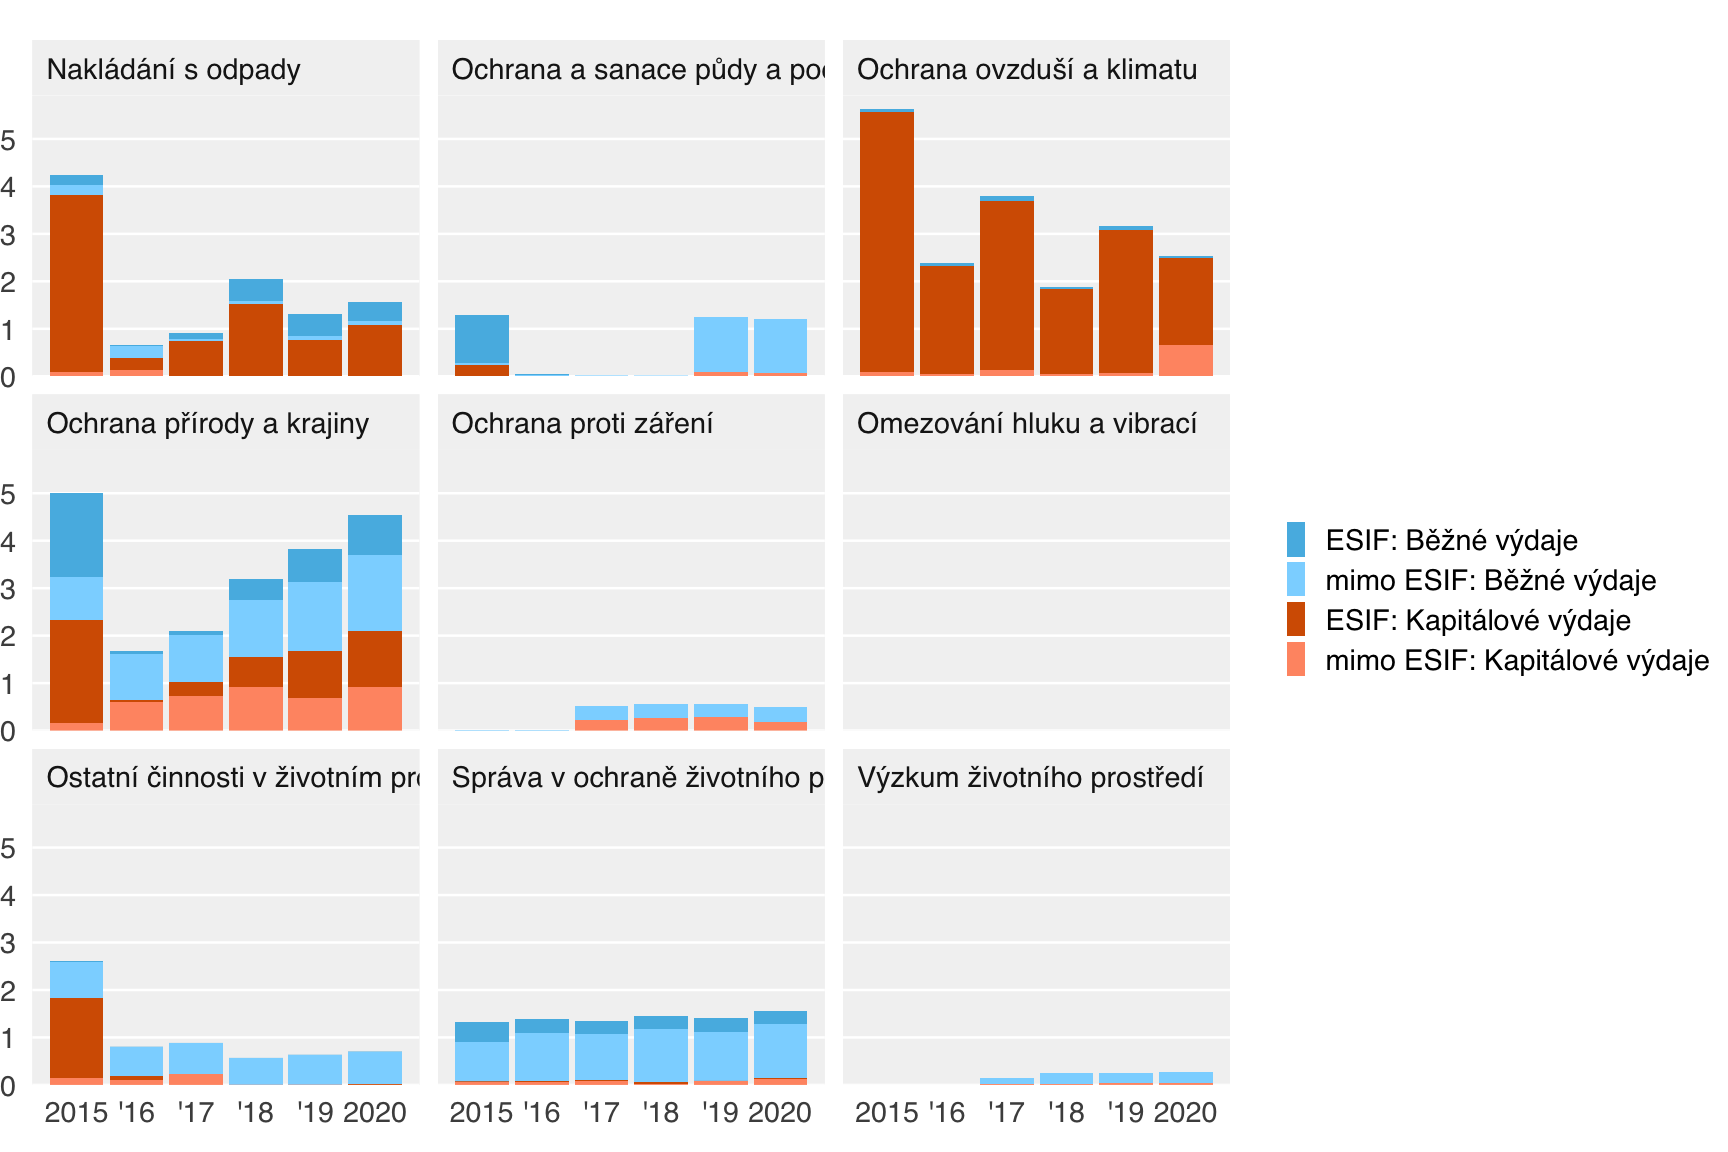 Nakládání s odpady
Ochrana a sanace půdy a
Ochrana ovzduší a klimatu
5
4
3
2
1
0
Ochrana přírody a krajiny
Ochrana proti záření
Omezování hluku a vibrací
5
4
3
2
1
0
Ostatní činnosti v životním
Správa v ochraně životního p
Výzkum životního prostředí
5
4
3
2
1
0
2015 '16 '17 '18 '19 2020
2015 '16 '17 '18 '19 2020
2015 '16 '17 '18 '19 2020
ESIF: Běžné výdaje
mimo ESIF: Běžné výdaje
ESIF: Kapitálové výdaje
mimo ESIF: Kapitálové výdaje